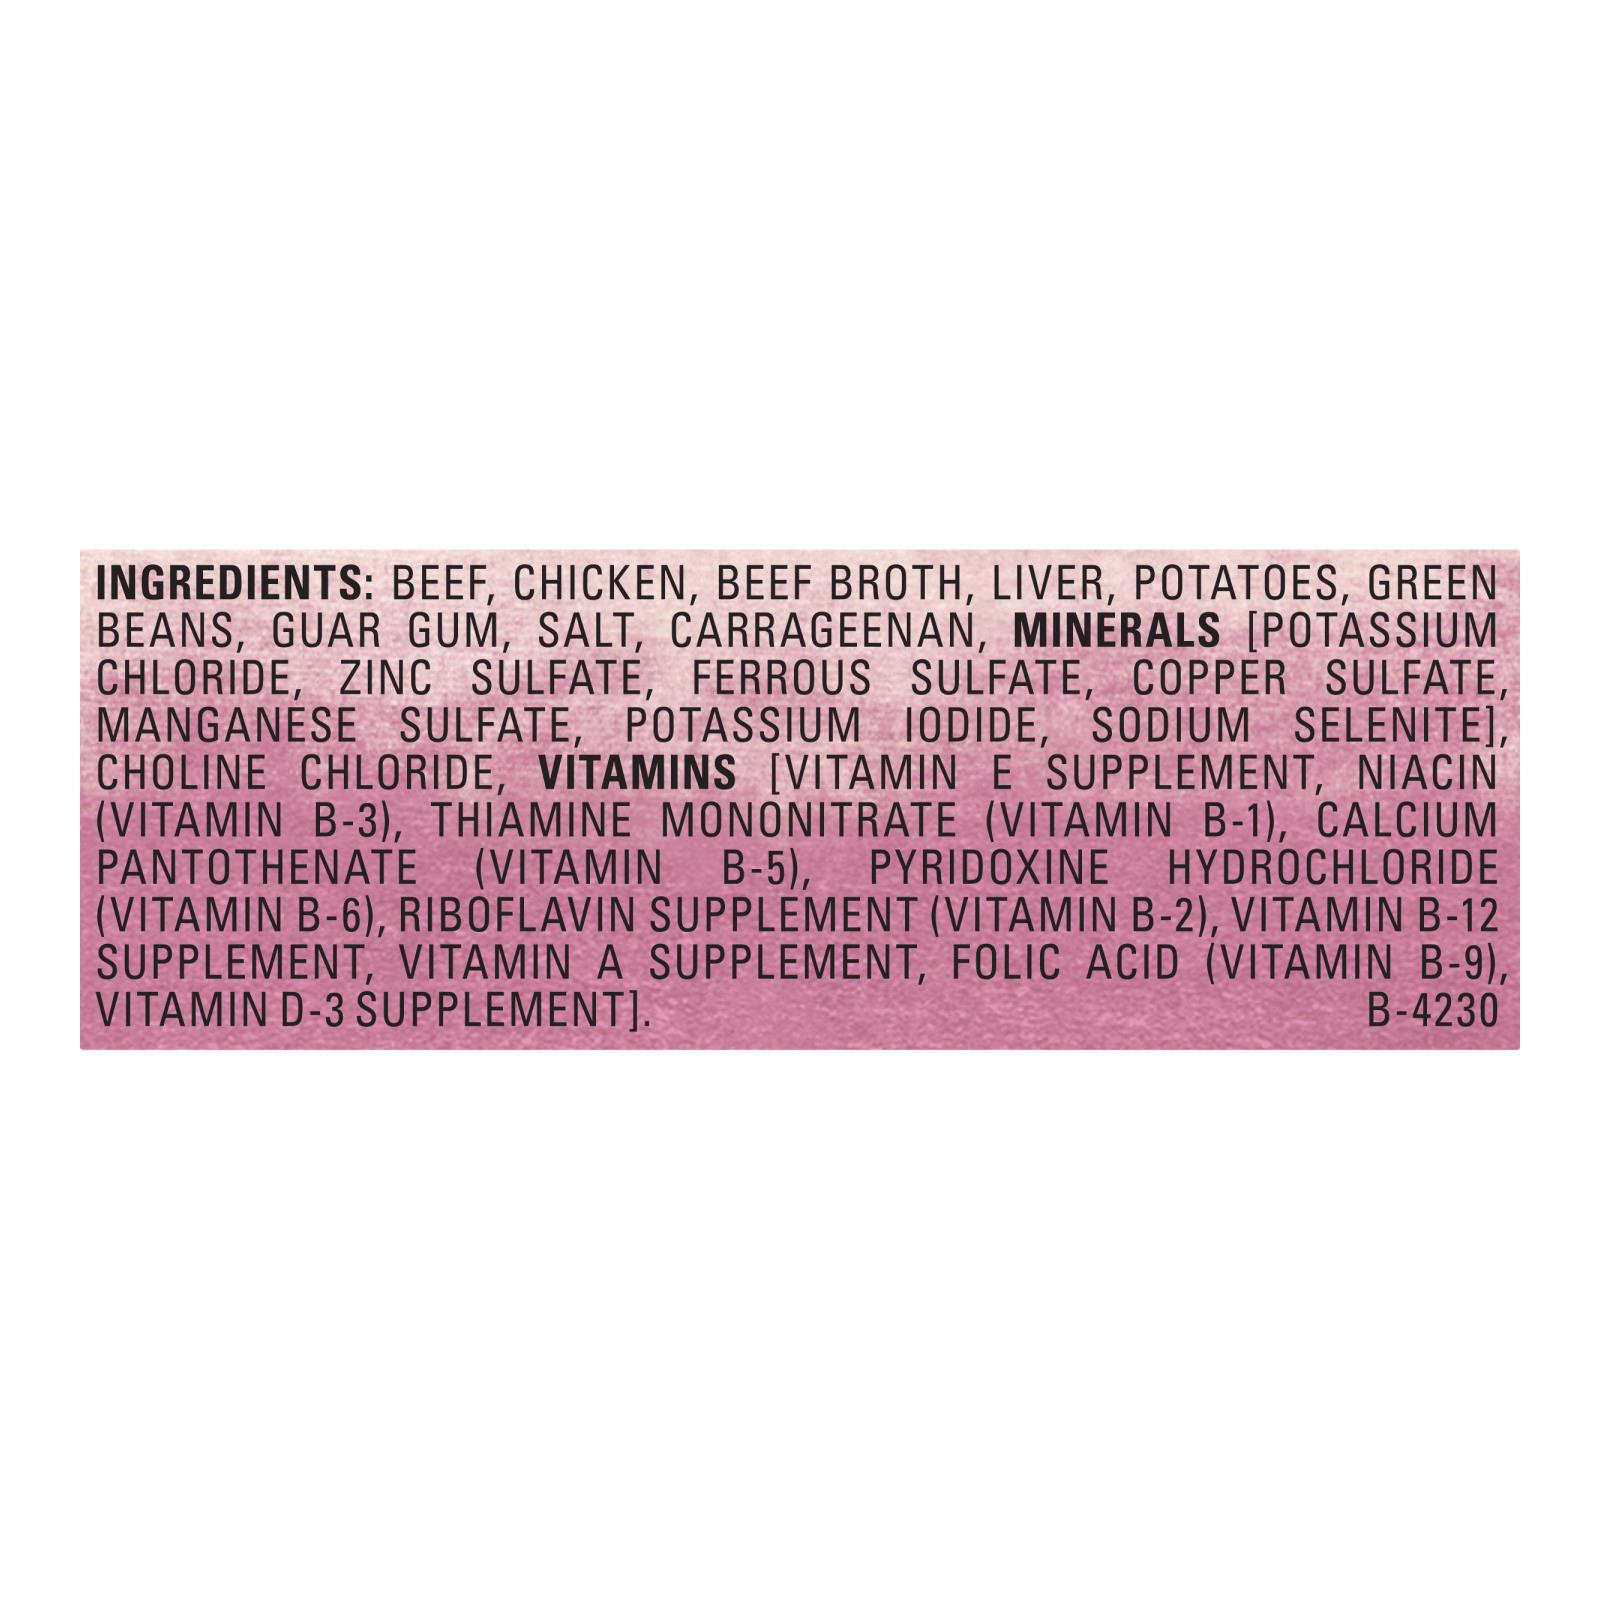 INGREDIENTS: BEEF, CHICKEN, BEEF BROTH, LIVER, POTATOES, GREEN
BEANS, GUAR GUM, SALT, CARRAGEENAN, MINERALS [POTASSIUM
CHLORIDE, ZINC SULFATE, FERROUS SULFATE, COPPER SULFATE,
MANGANESE SULFATE, POTASSIUM IODIDE, SODIUM SELENITE],
CHOLINE CHLORIDE, VITAMINS [VITAMIN E SUPPLEMENT, NIACIN
(VITAMIN B-3), THIAMINE MONONITRATE (VITAMIN B-1), CALCIUM
PANTOTHENATE (VITAMIN B-5), PYRIDOXINE HYDROCHLORIDE
(VITAMIN B-6), RIBOFLAVIN SUPPLEMENT (VITAMIN B-2), VITAMIN B-12
SUPPLEMENT, VITAMIN A SUPPLEMENT, FOLIC ACID (VITAMIN B-9),
VITAMIN D-3 SUPPLEMENT]. B-4230